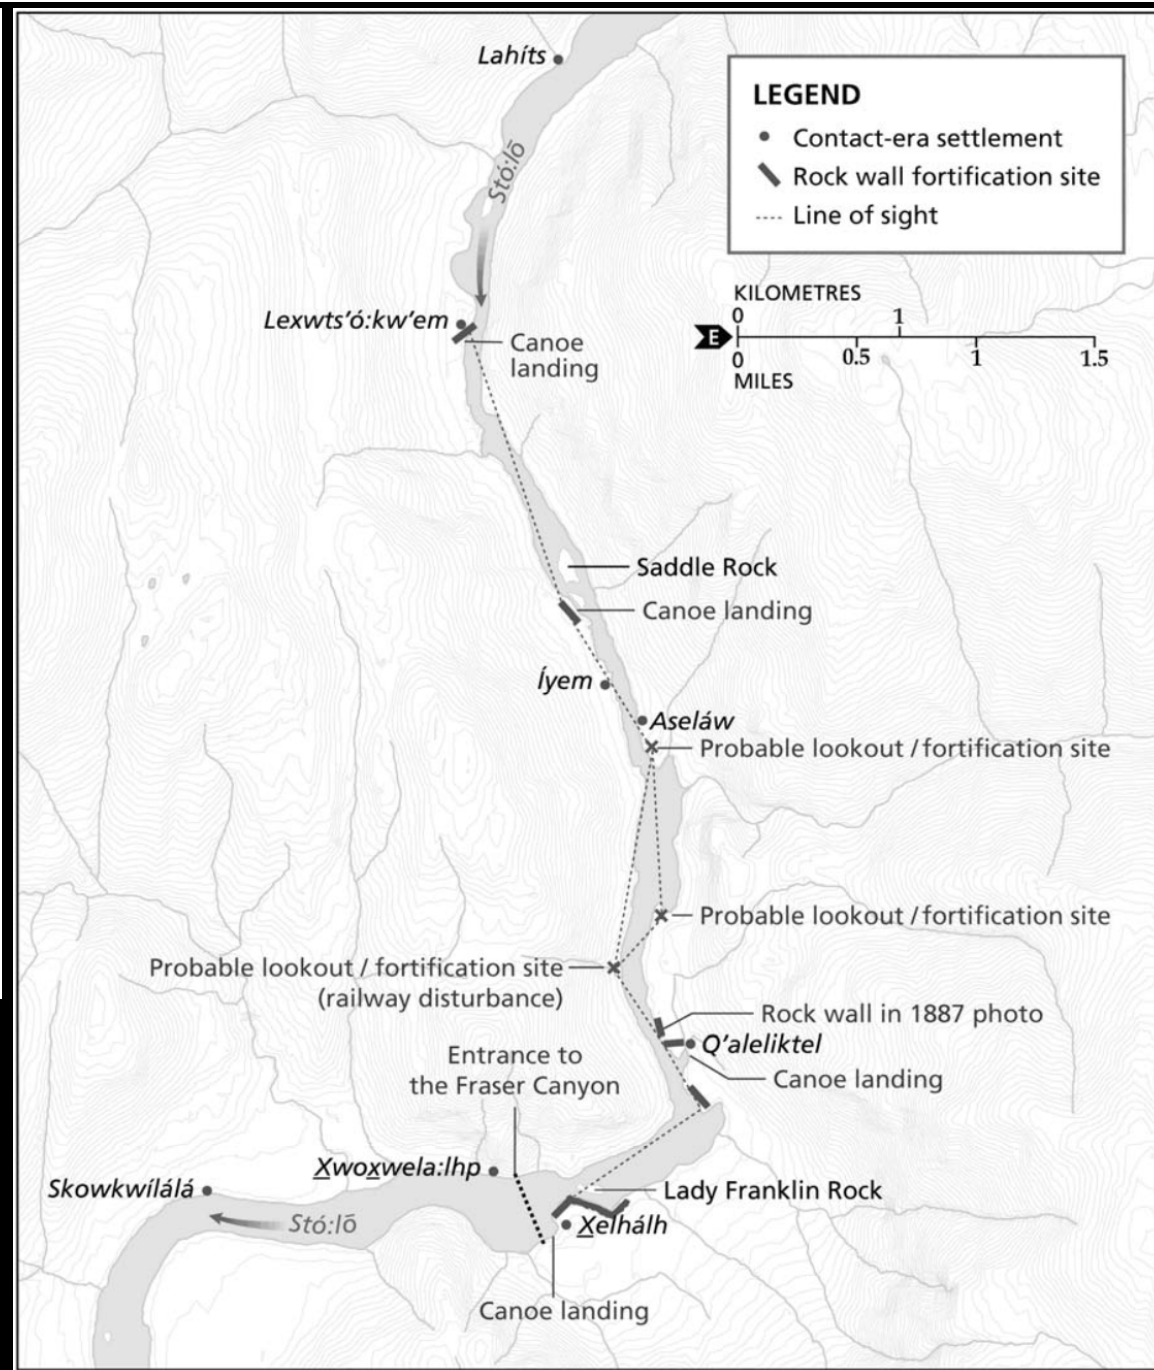 Lahíts
LEGEND
Contact-era settlement
Rock wall fortification site
Line of sight
Stó:lō
KILOMETRES
0 1
E
0 0.5 1 1.5
MILES
Lexwts’ó:kw’em
Canoe
landing
Saddle Rock
Canoe landing
Íyem
Aseláw
Probable lookout / fortification site
Probable lookout / fortification site
Probable lookout / fortification site
(railway disturbance)
Rock wall in 1887 photo
Q’aleliktel
Entrance to
the Fraser Canyon
Canoe landing
X̱wox̱wela:lhp
Skowkwílálá
Lady Franklin Rock
Stó:lō
X̱elhálh
Canoe landing